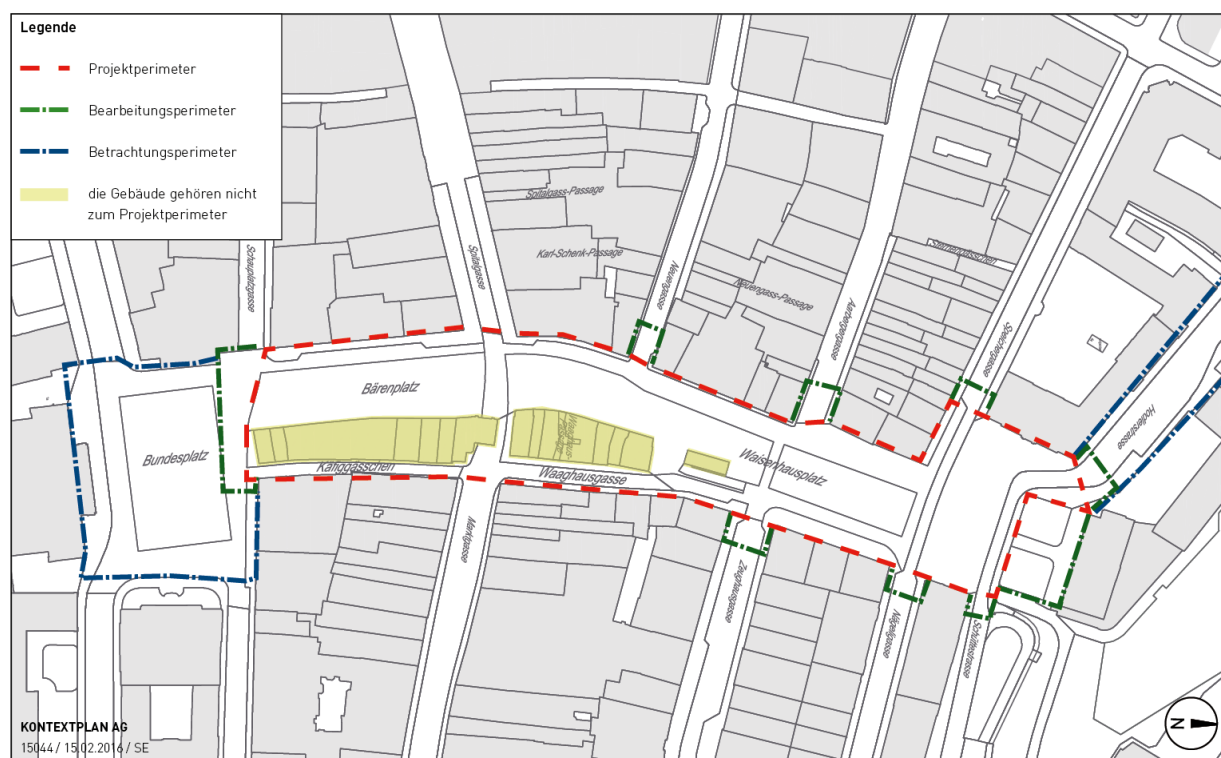 Legende
Projektperimeter
Bearbeitungsperimeter
Betrachtungsperimeter
die Gebäude gehören nicht
zum Projektperimeter
Spitalgass-Passage
Karl-Schenk-Passage
Neuengass-Passage
Schauplatzgasse
Spitalgasse
Neuengasse
Aarbergergasse
Speichergasse
Hodlerstrasse
Bärenplatz
Bundesplatz
Waisenhausplatz
Käfiggässchen
Waaghausgasse
Marktgasse
Zeughausgasse
Nägeligasse
Schüttestrasse
KONTEXTPLAN AG
15044 / 15.02.2016 / SE
N